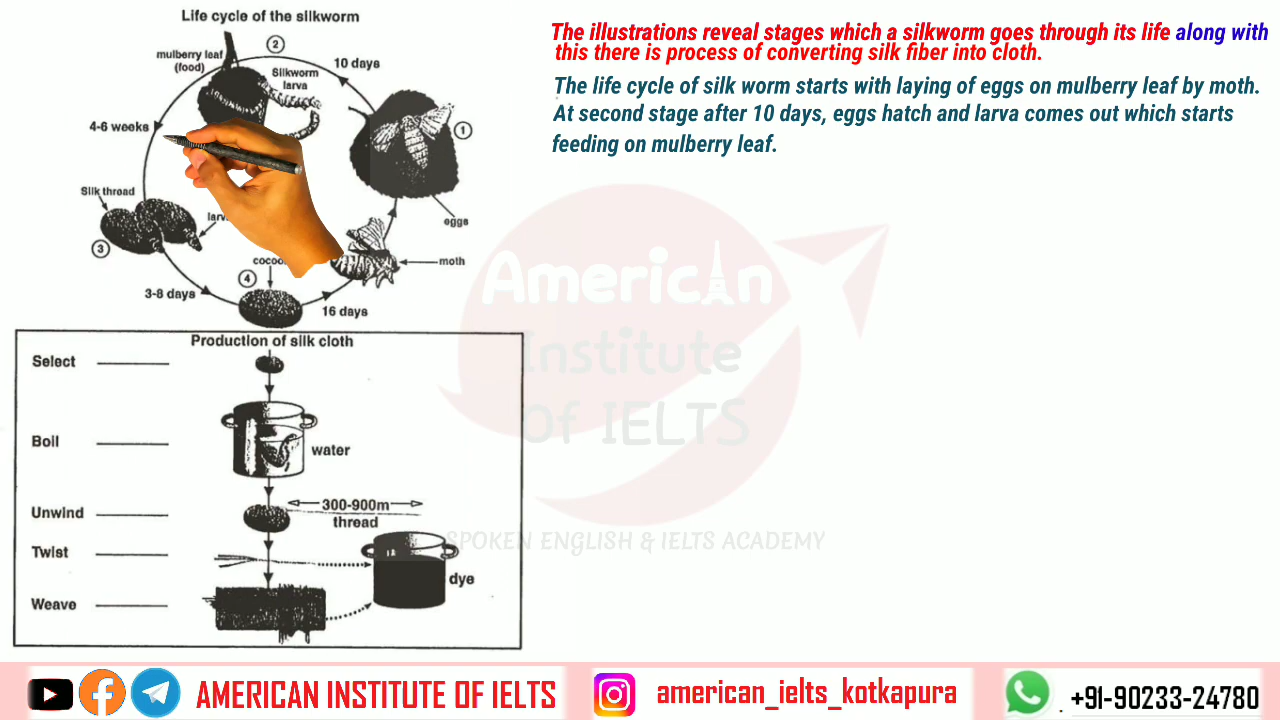 Life cycle of the silkworm
2
mulberry leaf
(food)
Silkworm
larva
10 days
4-6 weeks
1
Silk thread
eggs
3
4
moth
3-8 days
16 days
Production of silk cloth
Select
Boil
water
Unwind
300-900m
thread
Twist
dye
Weave
The illustrations reveal stages which a silkworm goes through its life along with
this there is process of converting silk fiber into cloth.
The life cycle of silk worm starts with laying of eggs on mulberry leaf by moth.
At second stage after 10 days, eggs hatch and larva comes out which starts
feeding on mulberry leaf.
American
Institute
of IELTS
SPOKEN ENGLISH & IELTS ACADEMY
AMERICAN INSTITUTE OF IELTS
american_ielts_kotkapura
+91-90233-24780